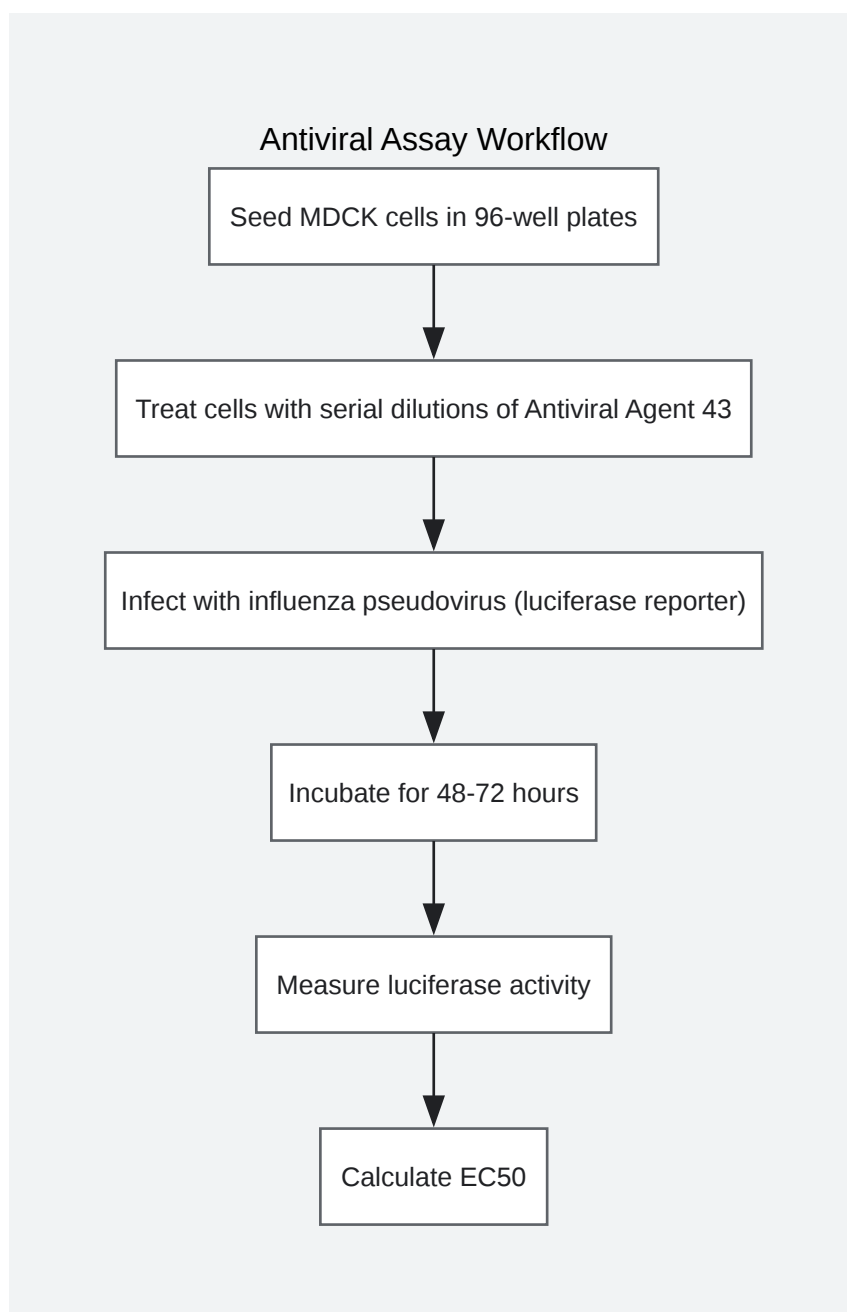 Antiviral Assay Workflow
Seed MDCK cells in 96-well plates
Treat cells with serial dilutions of Antiviral Agent 43
Infect with influenza pseudovirus (luciferase reporter)
Incubate for 48-72 hours
Measure luciferase activity
Calculate EC50